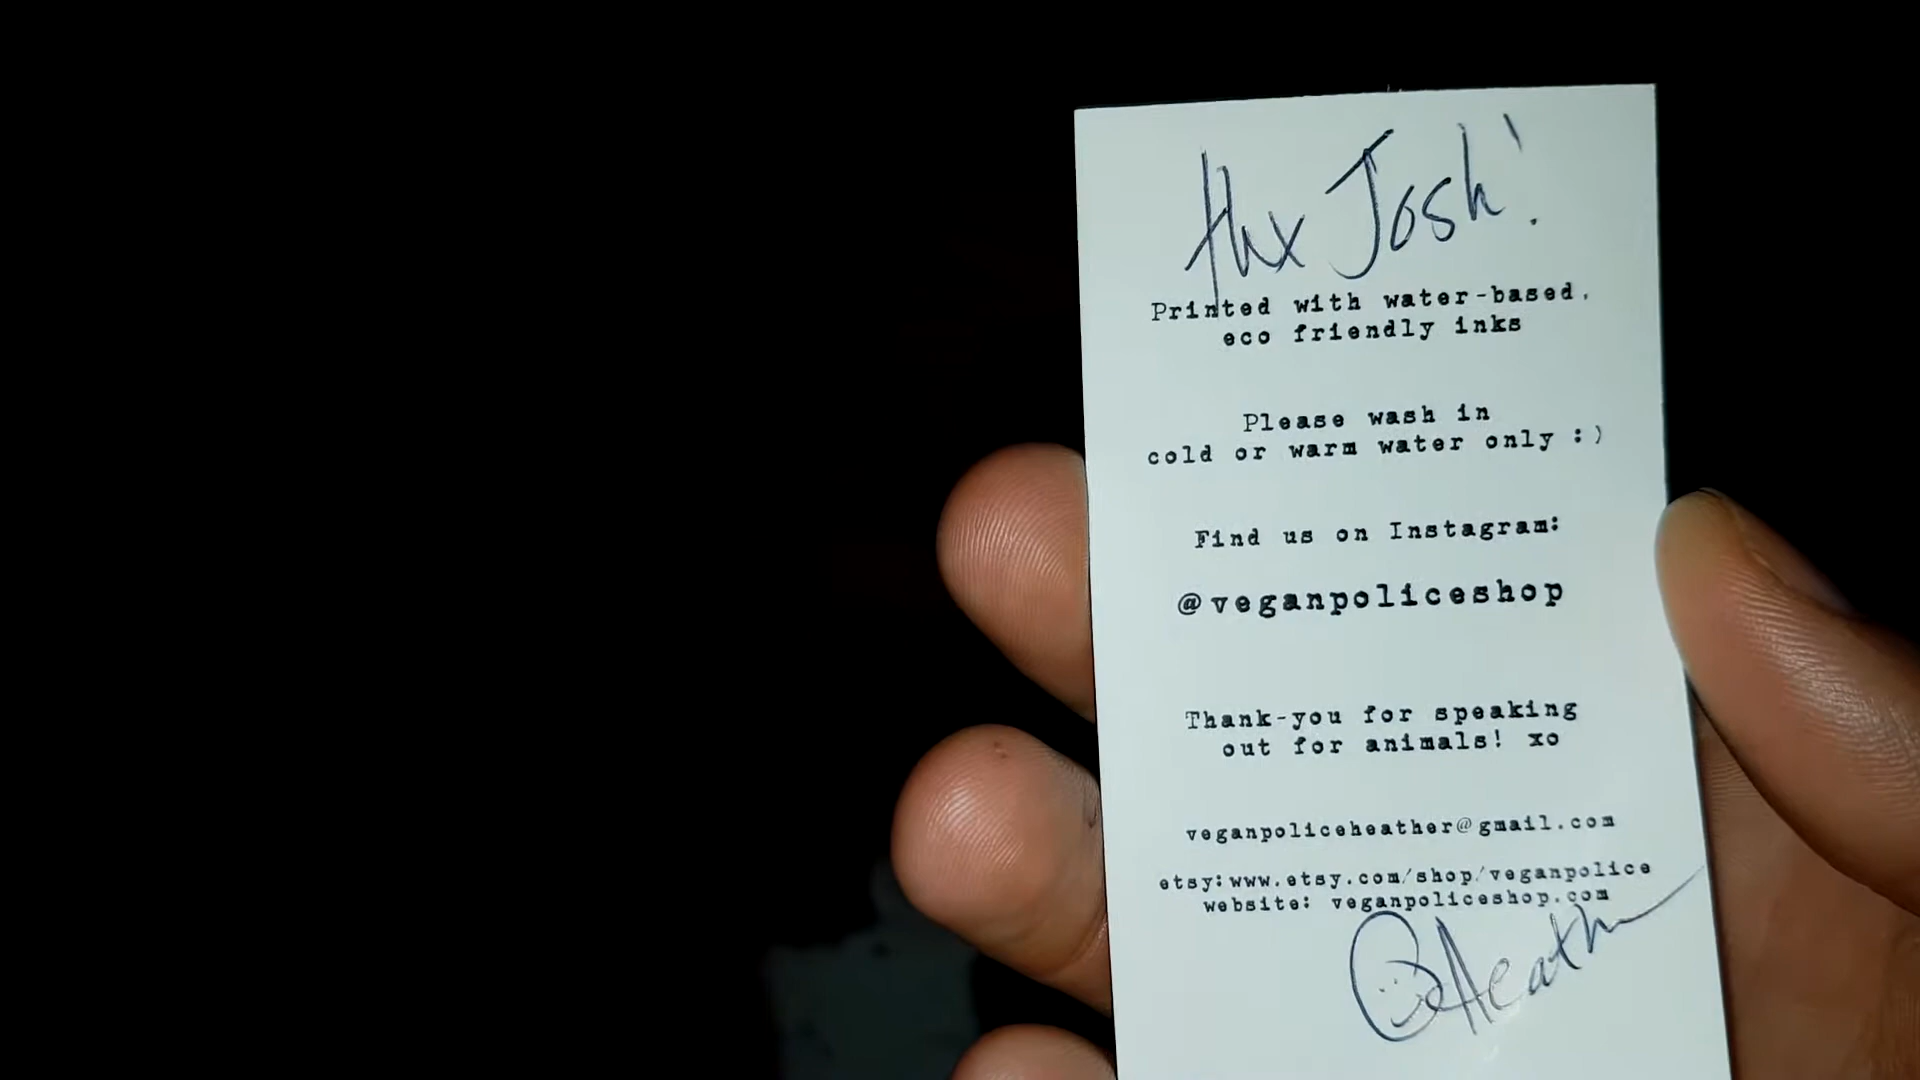 thx Josh!
Printed with water-based,
eco friendly inks
Please wash in
cold or warm water only :)
Find us on Instagram:
@veganpoliceshop
Thank-you for speaking
out for animals! xo
veganpoliceheather@gmail.com
etsy:www.etsy.com/shop/veganpolice
website: veganpoliceshop.com
Heather